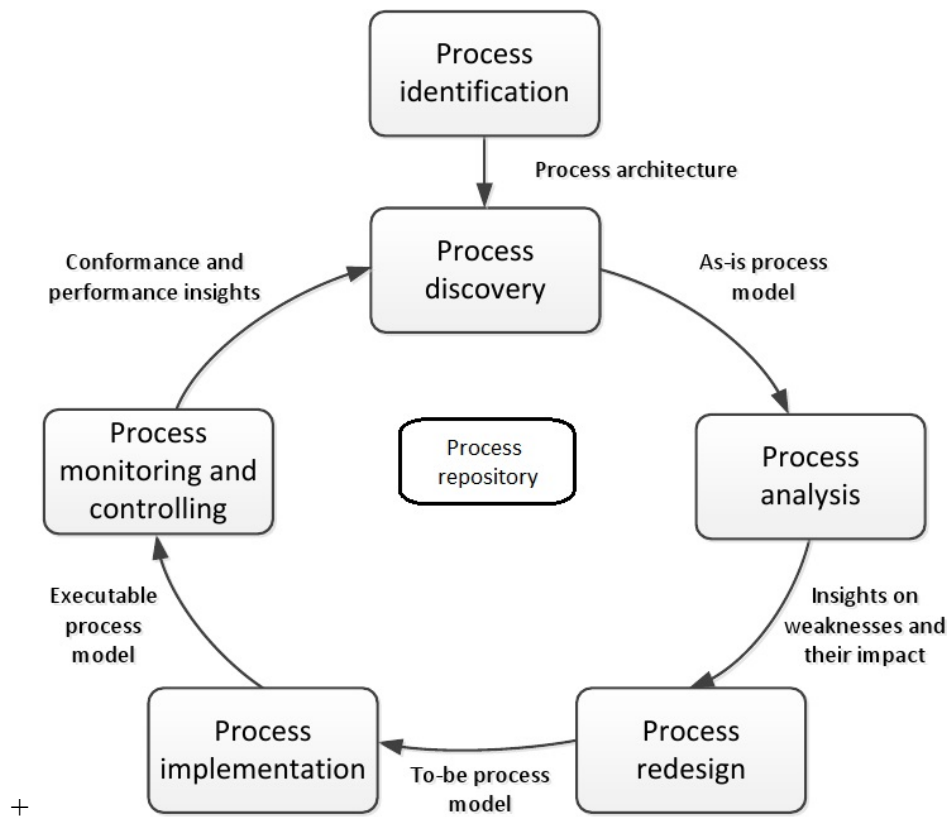 Process
identification
Process architecture
Process
discovery
Conformance and
performance insights
As-is process
model
Process
monitoring and
controlling
Process
repository
Process
analysis
Executable
process
model
Insights on
weaknesses and
their impact
Process
implementation
To-be process
model
Process
redesign
+